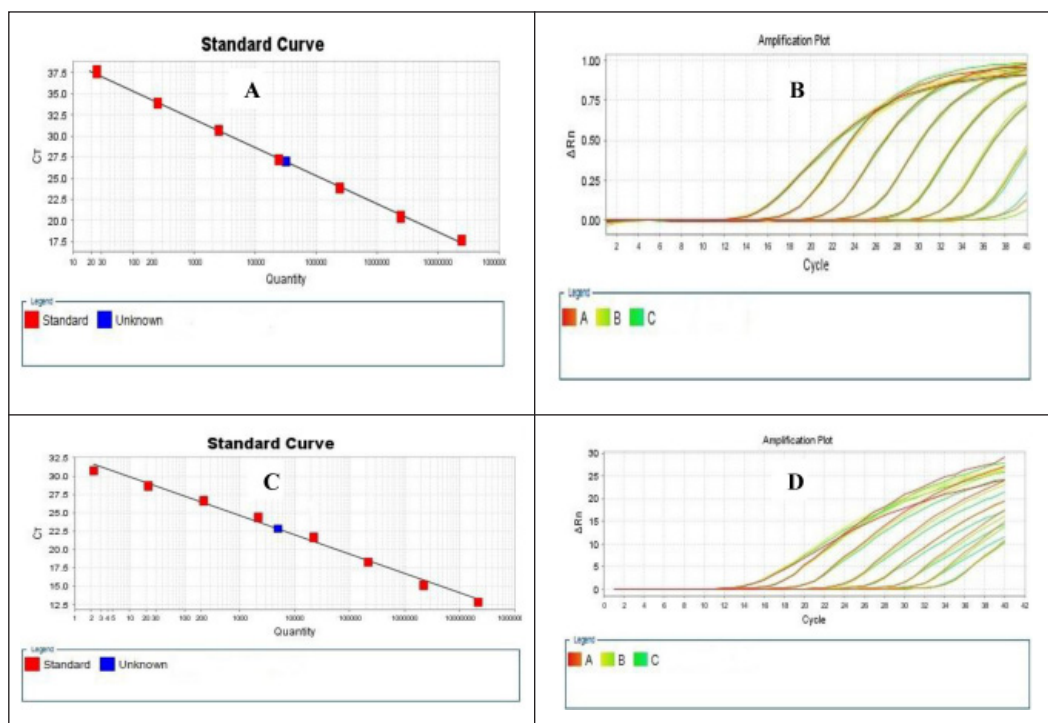 Standard Curve
A
37.5
35.0
32.5
30.0
27.5
25.0
22.5
20.0
17.5
CT
10 20 30 100 200 1000 10000 100000 10000000 1000000
Quantity
Legend
Standard Unknown
Amplification Plot
B
1.00
0.75
0.50
0.25
0.00
ΔRn
2 4 6 8 10 12 14 16 18 20 22 24 26 28 30 32 34 36 38 40
Cycle
Legend
A B C
Standard Curve
C
32.5
30.0
27.5
25.0
22.5
20.0
17.5
15.0
12.5
CT
1 2 3 4 5 10 20 30 100 200 1000 10000 100000 1000000 10000000 1000000
Quantity
Legend
Standard Unknown
Amplification Plot
D
30
25
20
15
10
5
0
ΔRn
0 2 4 6 8 10 12 14 16 18 20 22 24 26 28 30 32 34 36 38 40 42
Cycle
Legend
A B C